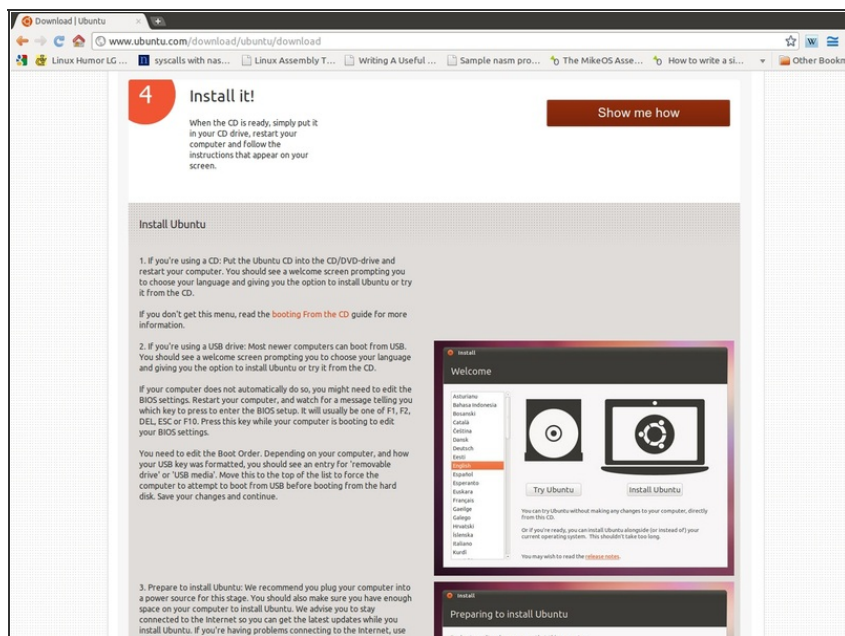 Download | Ubuntu
www.ubuntu.com/download/ubuntu/download
Linux Humor LG ...
syscalls with nas...
Linux Assembly T...
Writing A Useful ...
Sample nasm pro...
The MikeOS Asse...
How to write a si...
Other Bookm
4
Install it!
When the CD is ready, simply put it
in your CD drive, restart your
computer and follow the
instructions that appear on your
screen.
Show me how
Install Ubuntu
1. If you're using a CD: Put the Ubuntu CD into the CD/DVD-drive and
restart your computer. You should see a welcome screen prompting you
to choose your language and giving you the option to install Ubuntu or try
it from the CD.
If you don't get this menu, read the booting From the CD guide for more
information.
2. If you're using a USB drive: Most newer computers can boot from USB.
You should see a welcome screen prompting you to choose your language
and giving you the option to install Ubuntu or try it from the CD.
If your computer does not automatically do so, you might need to edit the
BIOS settings. Restart your computer, and watch for a message telling you
which key to press to enter the BIOS setup. It will usually be one of F1, F2,
DEL, ESC or F10. Press this key while your computer is booting to edit
your BIOS settings.
You need to edit the Boot Order. Depending on your computer, and how
your USB key was formatted, you should see an entry for 'removable
drive' or 'USB media'. Move this to the top of the list to force the
computer to attempt to boot from USB before booting from the hard
disk. Save your changes and continue.
Install
Welcome
Asturianu
Bahasa Indonesia
Bosanski
Català
Čeština
Dansk
Deutsch
Eesti
English
Español
Esperanto
Euskara
Français
Gaeilge
Galego
Hrvatski
Íslenska
Italiano
Kurdî
Try Ubuntu
Install Ubuntu
You can try Ubuntu without making any changes to your computer, directly
from this CD.
Or if you're ready, you can install Ubuntu alongside (or instead of) your
current operating system. This shouldn't take too long.
You may wish to read the release notes.
3. Prepare to install Ubuntu: We recommend you plug your computer into
a power source for this stage. You should also make sure you have enough
space on your computer to install Ubuntu. We advise you to stay
connected to the Internet so you can get the latest updates while you
install Ubuntu. If you're having problems connecting to the Internet, use
Install
Preparing to install Ubuntu